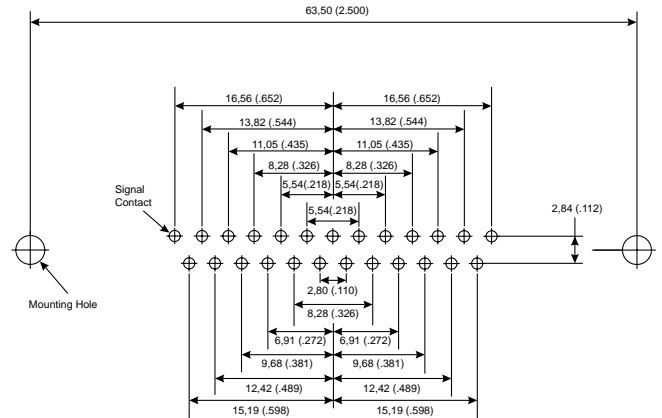 63,50 (2.500)
16,56 (.652) 16,56 (.652)
13,82 (.544) 13,82 (.544)
11,05 (.435) 11,05 (.435)
8,28 (.326) 8,28 (.326)
Signal
Contact
5,54(.218) 5,54(.218)
5,54(.218)
2,84 (.112)
Mounting Hole
2,80 (.110)
8,28 (.326)
6,91 (.272) 6,91 (.272)
9,68 (.381) 9,68 (.381)
12,42 (.489) 12,42 (.489)
15,19 (.598) 15,19 (.598)